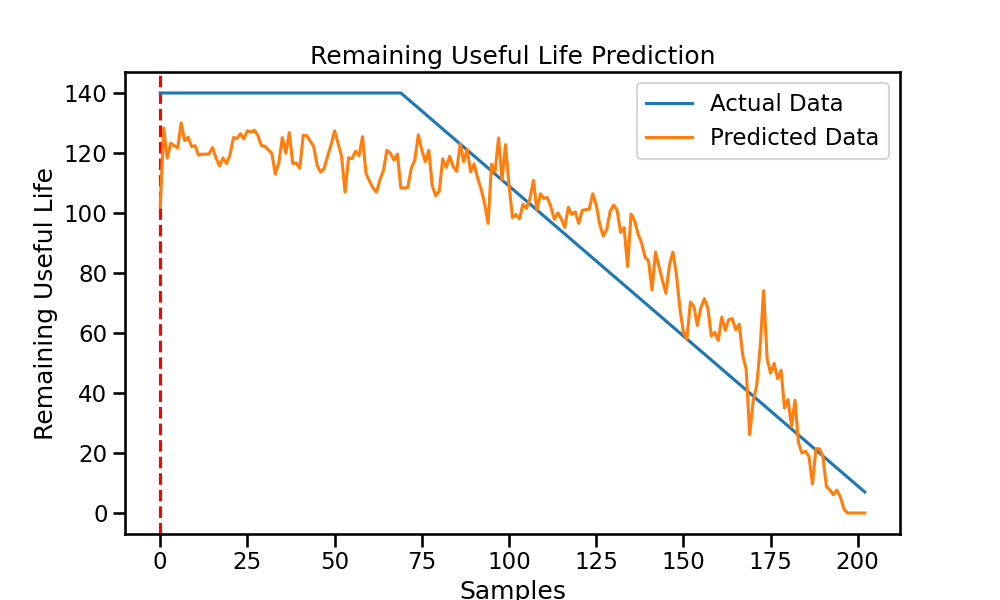 Remaining Useful Life Prediction
Actual Data
Predicted Data
Remaining Useful Life
140
120
100
80
60
40
20
0
0 25 50 75 100 125 150 175 200
Samples